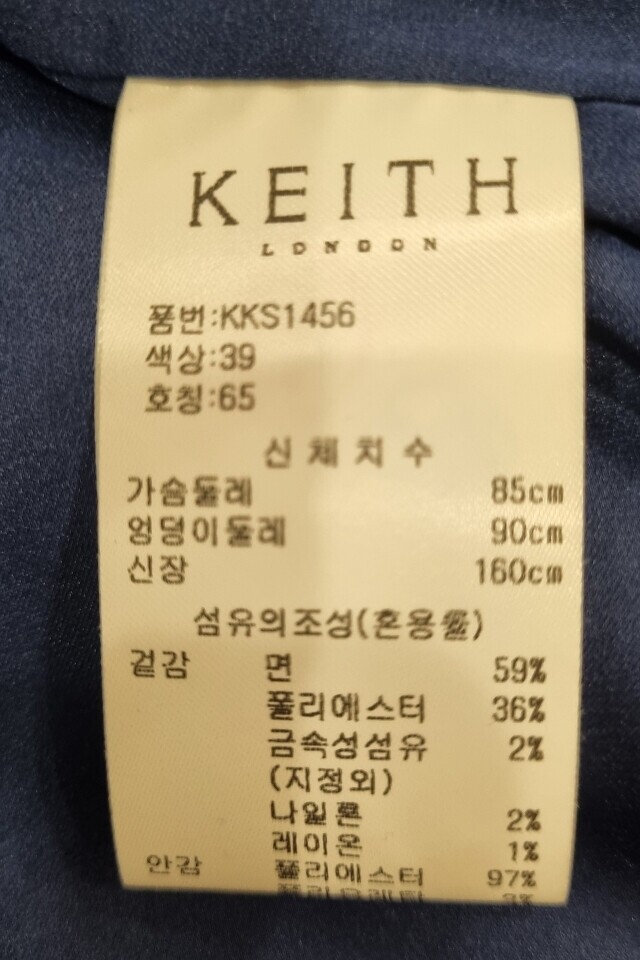 KEITH
LONDON
품번:KKS1456
색상:39
호칭:65
신체치수
가슴둘레 85cm
엉덩이둘레 90cm
신장 160cm
섬유의조성(혼용률)
겉감 면 59%
폴리에스터 36%
금속성섬유 2%
(지정외)
나일론 2%
레이온 1%
안감 폴리에스터 97%